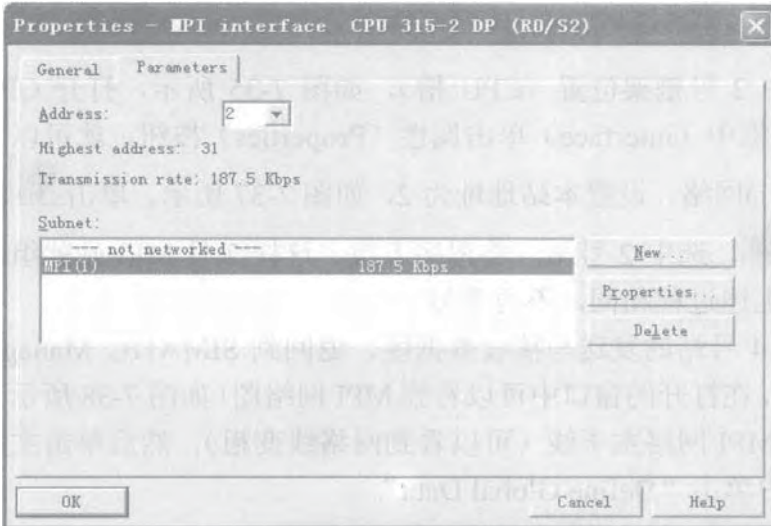 Properties - MPI interface CPU 315-2 DP (R0/S2)
General Parameters
Address: 2
Highest address: 31
Transmission rate: 187.5 Kbps
Subnet:
--- not networked ---
MPI(1) 187.5 Kbps
New...
Properties
Delete
OK Cancel Help